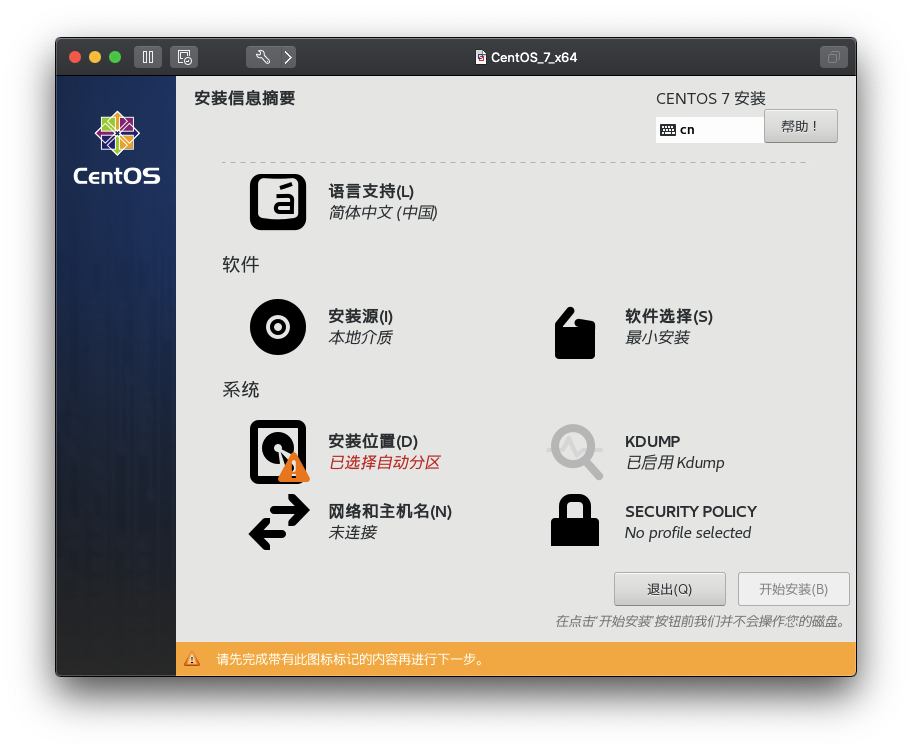 CentOS_7_x64
CentOS
安装信息摘要
CENTOS 7 安装
cn
帮助！
语言支持(L)
简体中文 (中国)
软件
安装源(I)
本地介质
软件选择(S)
最小安装
系统
安装位置(D)
已选择自动分区
KDUMP
已启用 Kdump
网络和主机名(N)
未连接
SECURITY POLICY
No profile selected
退出(Q)
开始安装(B)
在点击"开始安装"按钮前我们并不会操作您的磁盘。
请先完成带有此图标标记的内容再进行下一步。